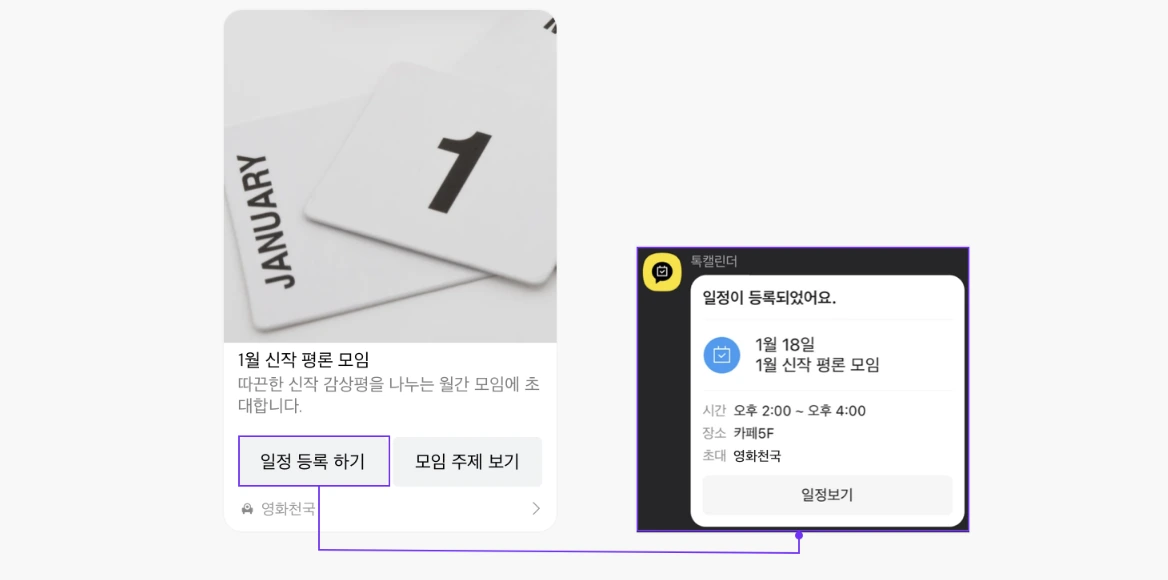 JANUARY
1
1월 신작 평론 모임
따끈한 신작 감상평을 나누는 월간 모임에 초
대합니다.
일정 등록 하기
모임 주제 보기
영화천국
톡캘린더
일정이 등록되었어요.
1월 18일
1월 신작 평론 모임
시간 오후 2:00 ~ 오후 4:00
장소 카페5F
초대 영화천국
일정보기